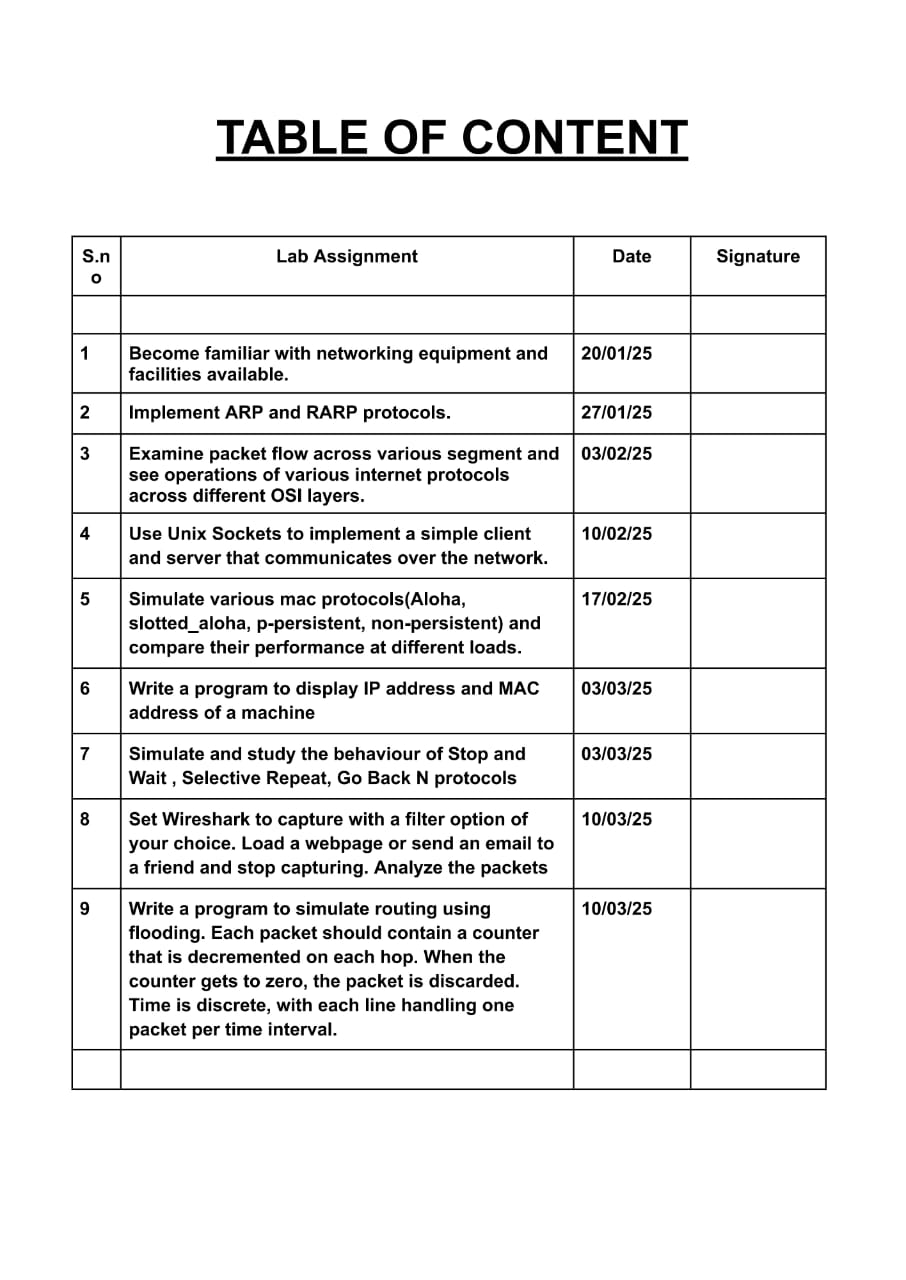 TABLE OF CONTENT
S.n
o
Lab Assignment
Date
Signature
1
Become familiar with networking equipment and
facilities available.
20/01/25
2
Implement ARP and RARP protocols.
27/01/25
3
Examine packet flow across various segment and
see operations of various internet protocols
across different OSI layers.
03/02/25
4
Use Unix Sockets to implement a simple client
and server that communicates over the network.
10/02/25
5
Simulate various mac protocols(Aloha,
slotted_aloha, p-persistent, non-persistent) and
compare their performance at different loads.
17/02/25
6
Write a program to display IP address and MAC
address of a machine
03/03/25
7
Simulate and study the behaviour of Stop and
Wait , Selective Repeat, Go Back N protocols
03/03/25
8
Set Wireshark to capture with a filter option of
your choice. Load a webpage or send an email to
a friend and stop capturing. Analyze the packets
10/03/25
9
Write a program to simulate routing using
flooding. Each packet should contain a counter
that is decremented on each hop. When the
counter gets to zero, the packet is discarded.
Time is discrete, with each line handling one
packet per time interval.
10/03/25